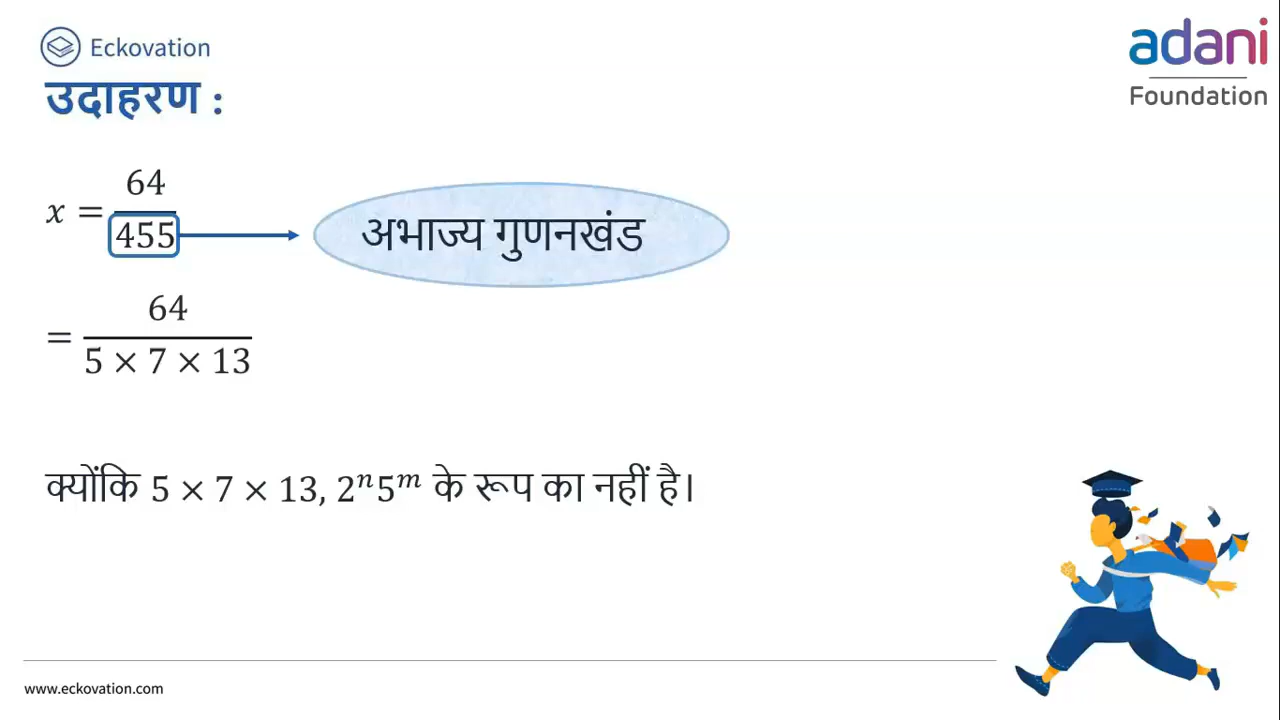 Eckovation
adani
Foundation
उदाहरण :
x = 64/455
अभाज्य गुणनखंड
= 64/(5 × 7 × 13)
क्योंकि 5 × 7 × 13, 2ⁿ5ᵐ के रूप का नहीं है।
www.eckovation.com